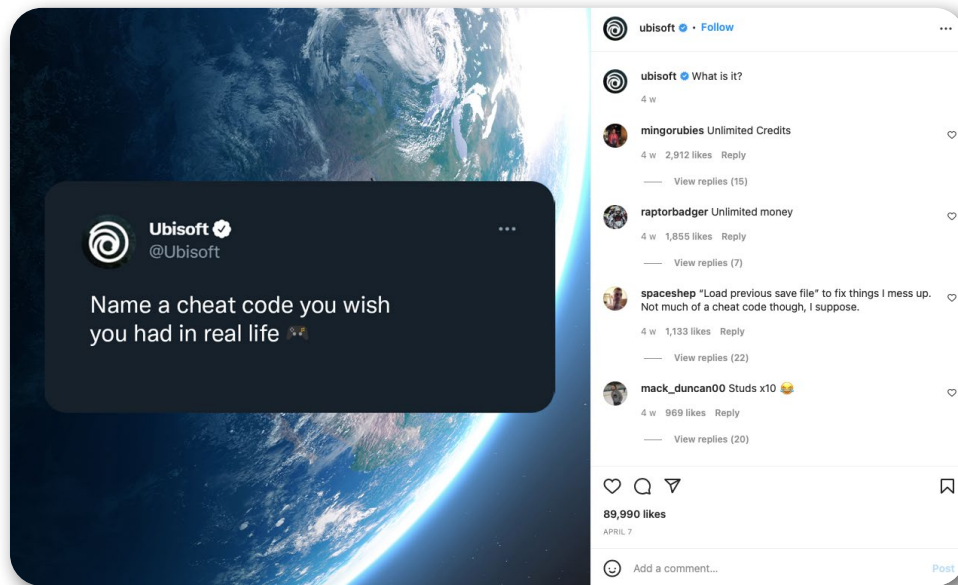 Ubisoft
@Ubisoft
Name a cheat code you wish
you had in real life 🎮
ubisoft • Follow
ubisoft What is it?
4 w
mingorubies Unlimited Credits
4 w 2,912 likes Reply
View replies (15)
raptorbadger Unlimited money
4 w 1,855 likes Reply
View replies (7)
spaceshep “Load previous save file” to fix things I mess up.
Not much of a cheat code though, I suppose.
4 w 1,133 likes Reply
View replies (22)
mack_duncan00 Studs x10 😂
4 w 969 likes Reply
View replies (20)
89,990 likes
APRIL 7
Add a comment...
Post